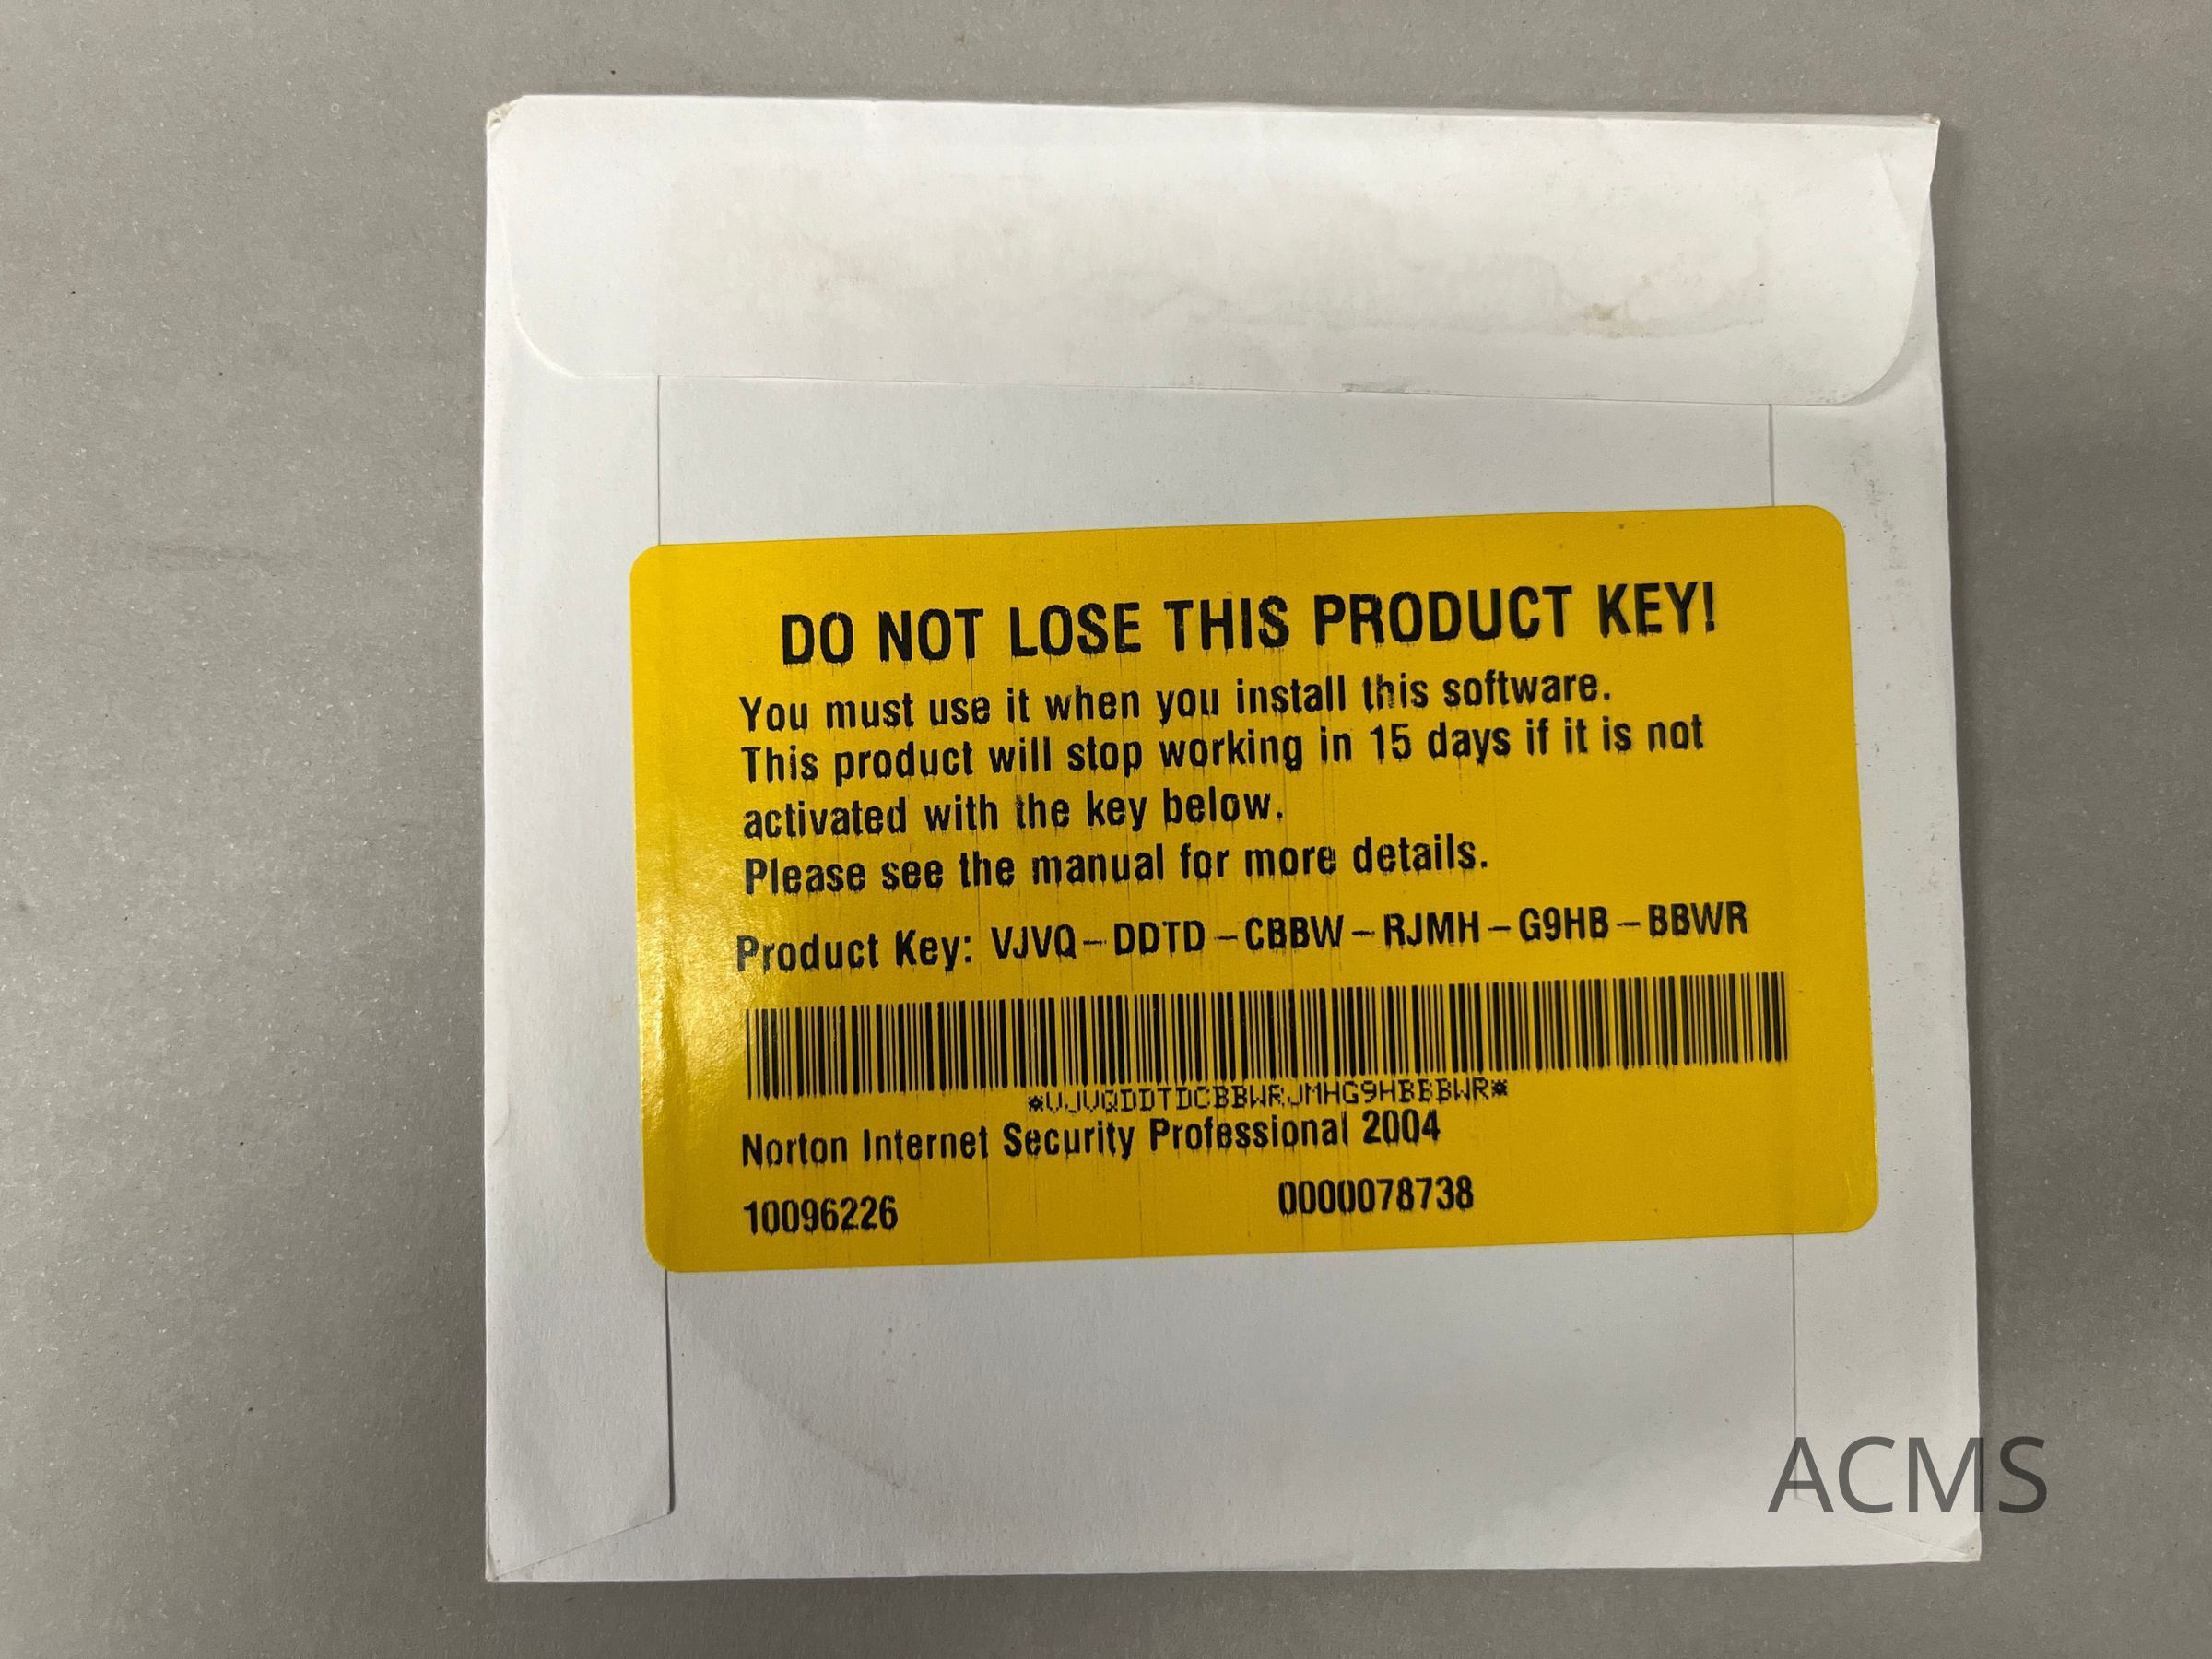 DO NOT LOSE THIS PRODUCT KEY!
You must use it when you install this software.
This product will stop working in 15 days if it is not
activated with the key below.
Please see the manual for more details.
Product Key: VJVQ-DDTD-CBBW-RJMH-G9HB-BBWR
*VJVQDDTDCBBWRJMHG9HBBBWR*
Norton Internet Security Professional 2004
10096226 0000078738
ACMS